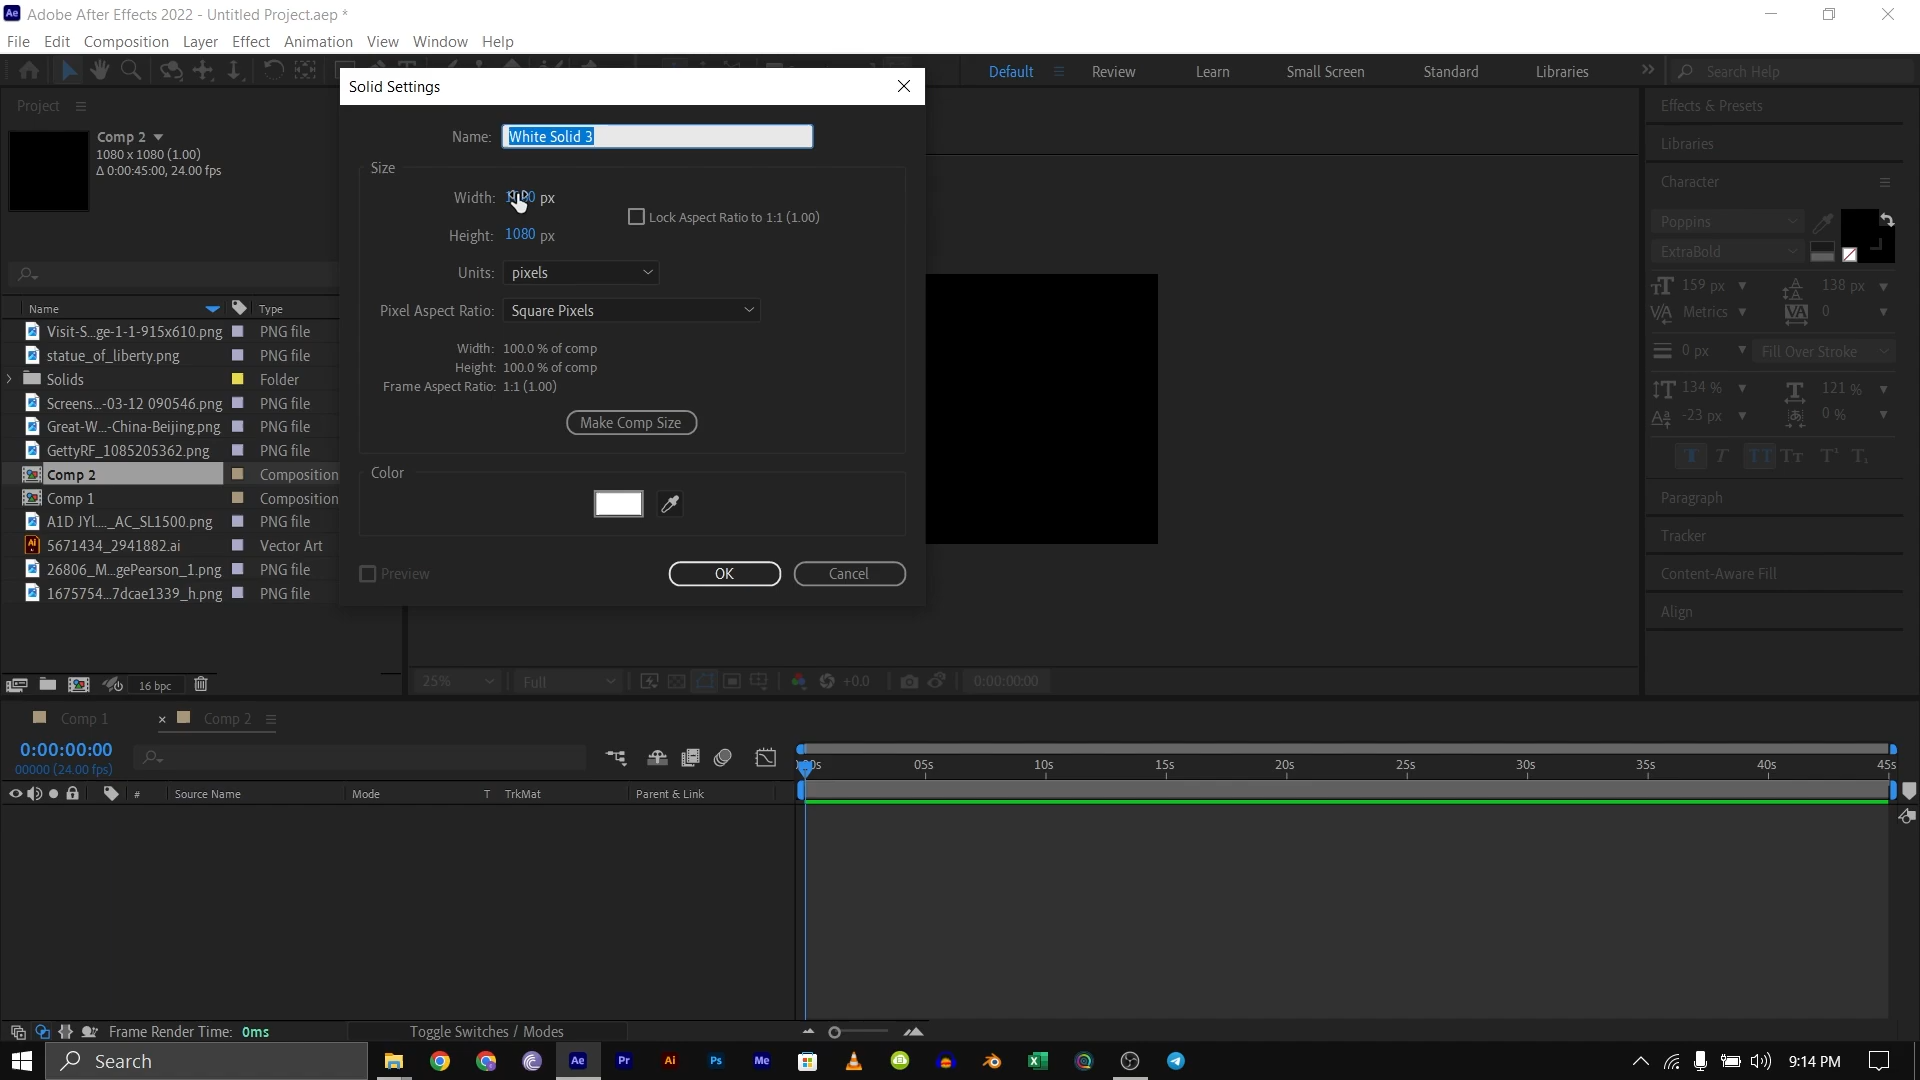 Ae Adobe After Effects 2022 - Untitled Project.aep *
File Edit Composition Layer Effect Animation View Window Help
Default Review Learn Small Screen Standard Libraries Search Help
Solid Settings
Name: White Solid 3
Size
Width: px
Lock Aspect Ratio to 1:1 (1.00)
Height: 1080 px
Units: pixels
Pixel Aspect Ratio: Square Pixels
Width: 100.0 % of comp
Height: 100.0 % of comp
Frame Aspect Ratio: 1:1 (1.00)
Make Comp Size
Color
Preview OK Cancel
Project
Comp 2
1080 x 1080 (1.00)
Δ 0:00:45:00, 24.00 fps
Name Type
Visit-S...ge-1-1-915x610.png PNG file
statue_of_liberty.png PNG file
Solids Folder
Screens...-03-12 090546.png PNG file
Great-W...-China-Beijing.png PNG file
GettyRF_1085205362.png PNG file
Comp 2 Composition
Comp 1 Composition
A1D JYl...._AC_SL1500.png PNG file
Ai 5671434_2941882.ai Vector Art
26806_M...gePearson_1.png PNG file
1675754...7dcae1339_h.png PNG file
16 bpc
25% Full +0.0 0:00:00:00
Effects & Presets
Libraries
Character
Poppins
ExtraBold
159 px 138 px
Metrics 0
0 px Fill Over Stroke
134 % 121 %
-23 px 0 %
T T TT Tr T¹ T₁
Paragraph
Tracker
Content-Aware Fill
Align
Comp 1 × Comp 2
0:00:00:00
00000 (24.00 fps)
05s 10s 15s 20s 25s 30s 35s 40s 45s
# Source Name Mode T TrkMat Parent & Link
Frame Render Time: 0ms Toggle Switches / Modes
Search Ae Pr Ai Ps Me 9:14 PM